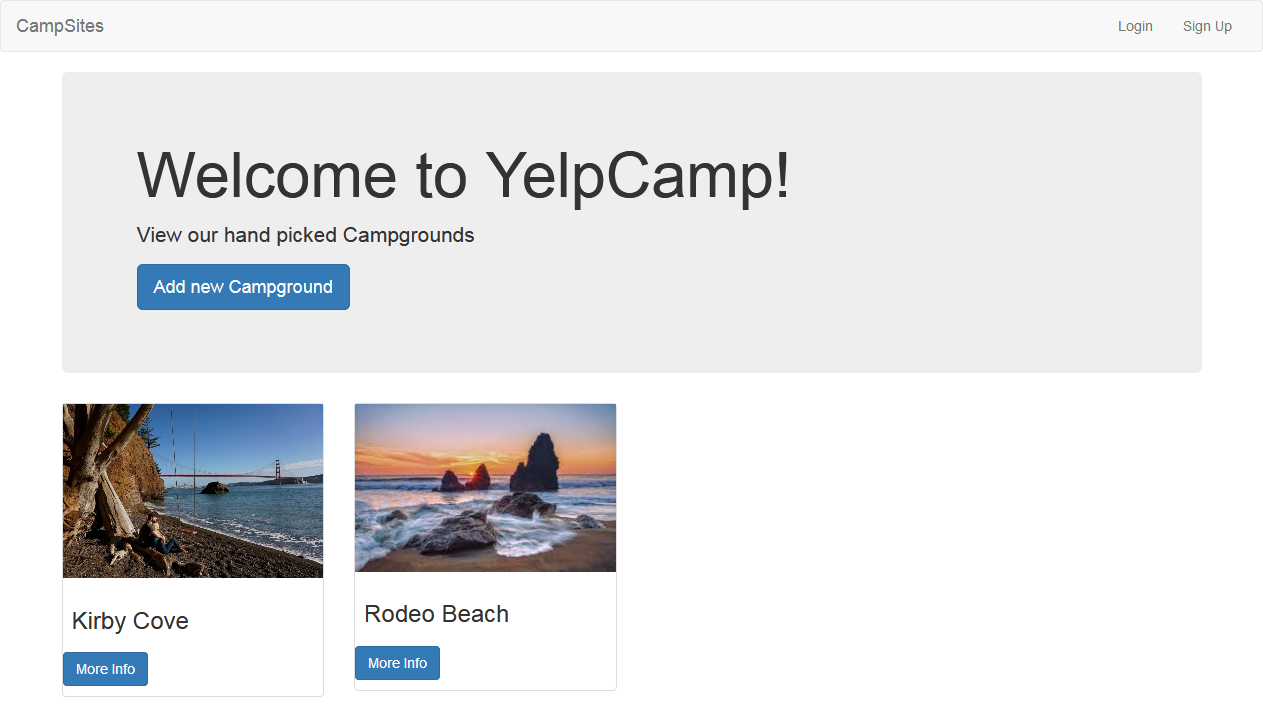 CampSites
Login
Sign Up
Welcome to YelpCamp!
View our hand picked Campgrounds
Add new Campground
Kirby Cove
More Info
Rodeo Beach
More Info